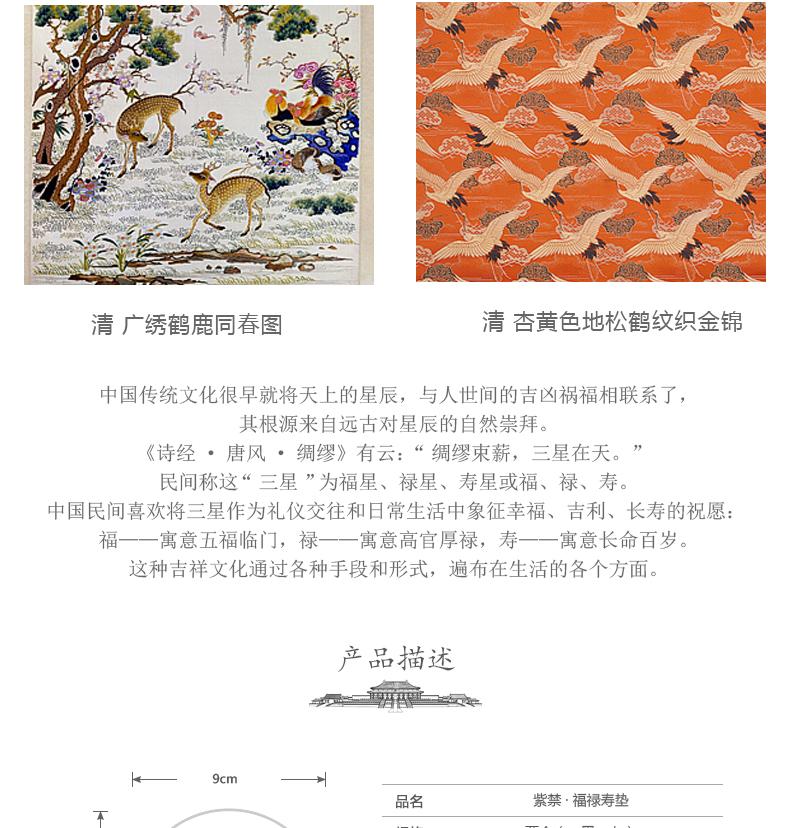 清 广绣鹤鹿同春图
清 杏黄色地松鹤纹织金锦
中国传统文化很早就将天上的星辰，与人世间的吉凶祸福相联系了，
其根源来自远古对星辰的自然崇拜。
《诗经 • 唐风 • 绸缪》有云：“ 绸缪束薪，三星在天。”
民间称这“ 三星 ”为福星、禄星、寿星或福、禄、寿。
中国民间喜欢将三星作为礼仪交往和日常生活中象征幸福、吉利、长寿的祝愿：
福——寓意五福临门，禄——寓意高官厚禄，寿——寓意长命百岁。
这种吉祥文化通过各种手段和形式，遍布在生活的各个方面。
产品描述
9cm
品名 紫禁 · 福禄寿垫